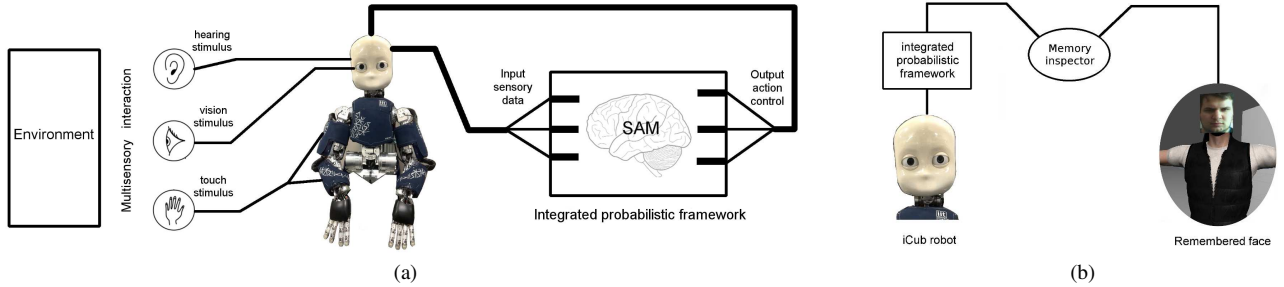 hearing
stimulus
vision
stimulus
touch
stimulus
Environment
Multisensory interaction
Input
sensory
data
SAM
Output
action
control
Integrated probabilistic framework
(a)
integrated
probabilistic
framework
Memory
inspector
iCub robot
Remembered face
(b)